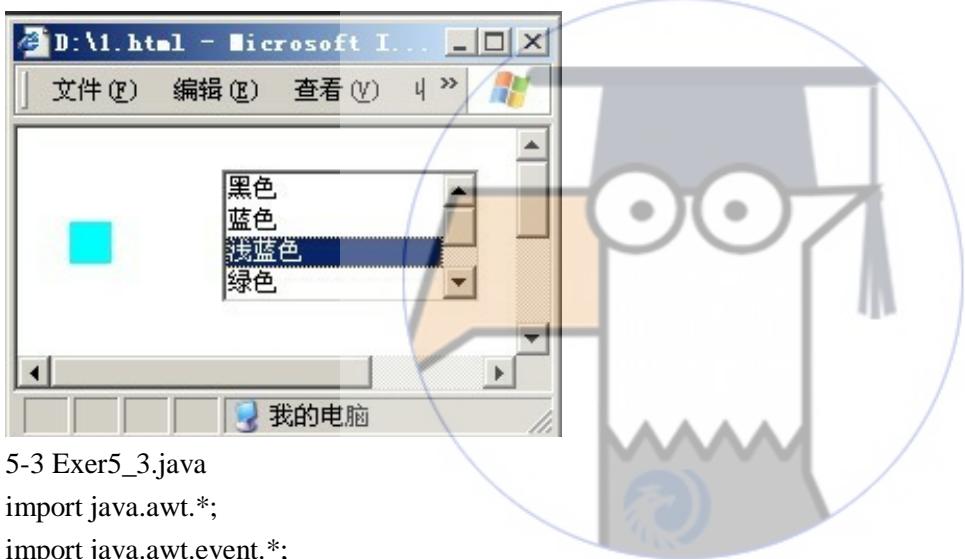 D:\1.html - Microsoft I...
文件(F) 编辑(E) 查看(V) »
黑色
蓝色
浅蓝色
绿色
我的电脑
5-3 Exer5_3.java
import java.awt.*;
import java.awt.event.*;